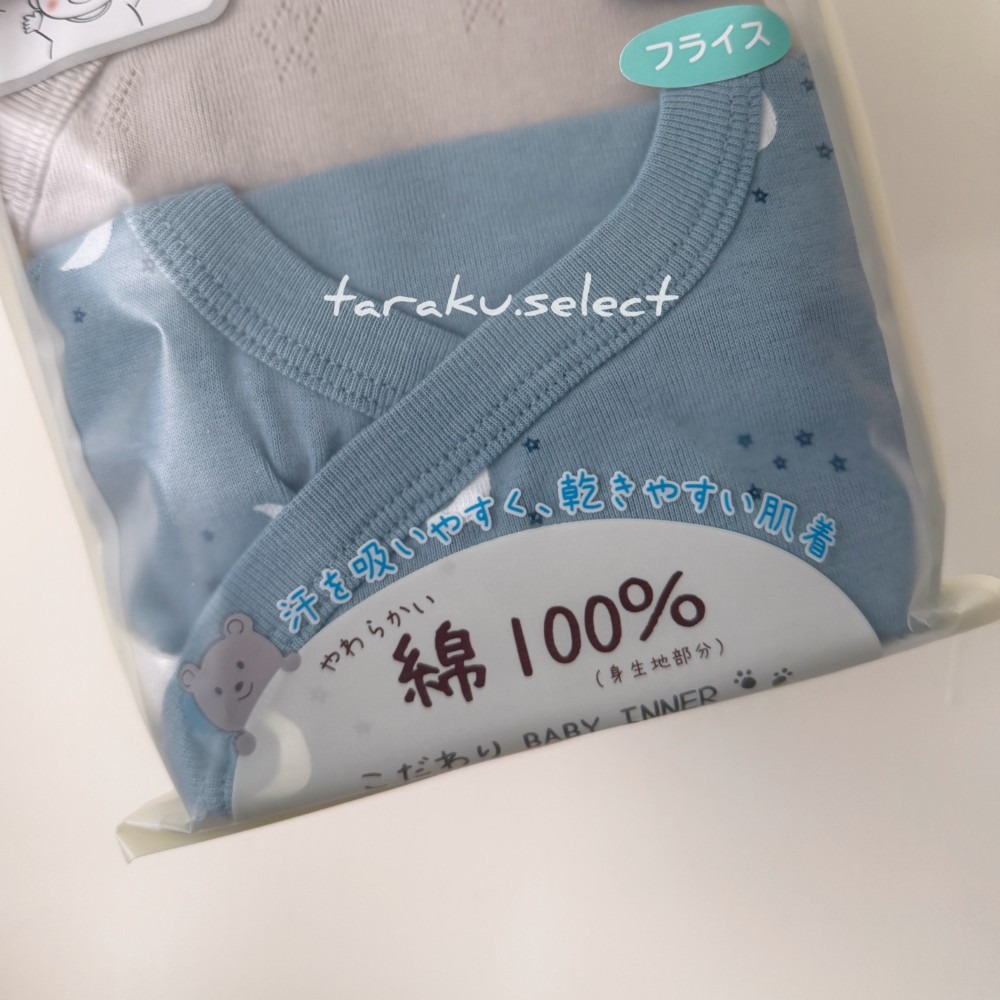 フライス
taraku.select
汗を吸いやすく、乾きやすい肌着
やわらかい
綿100%
(身生地部分)
こだわり BABY INNER